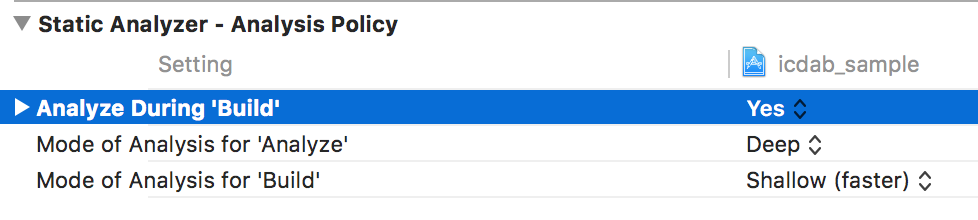 Static Analyzer - Analysis Policy
Setting icdab_sample
Analyze During 'Build' Yes
Mode of Analysis for 'Analyze' Deep
Mode of Analysis for 'Build' Shallow (faster)